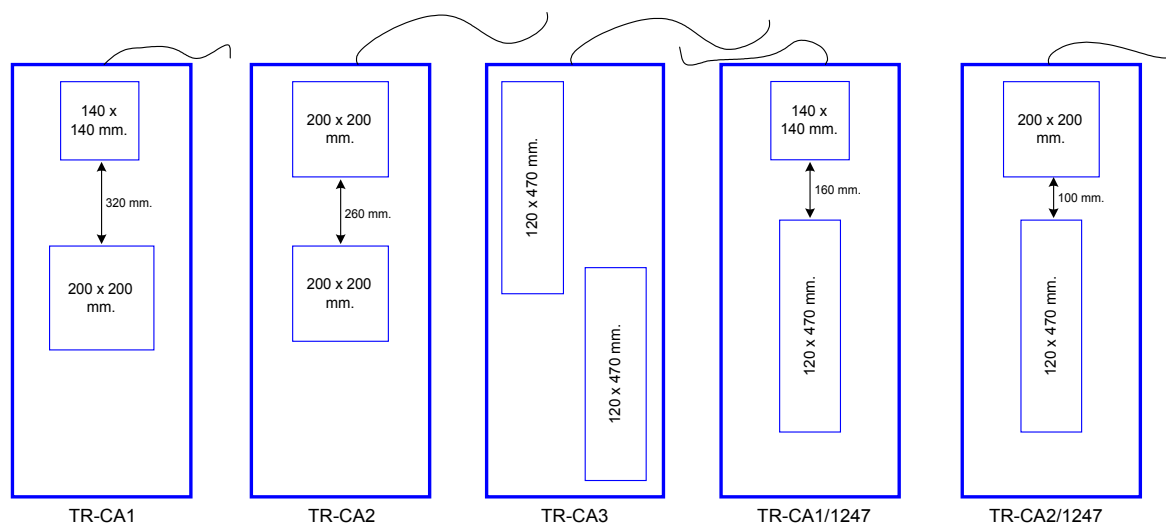 140 x
140 mm.
320 mm.
200 x 200
mm.
TR-CA1
200 x 200
mm.
260 mm.
200 x 200
mm.
TR-CA2
120 x 470 mm.
120 x 470 mm.
TR-CA3
140 x
140 mm.
160 mm.
120 x 470 mm.
TR-CA1/1247
200 x 200
mm.
100 mm.
120 x 470 mm.
TR-CA2/1247